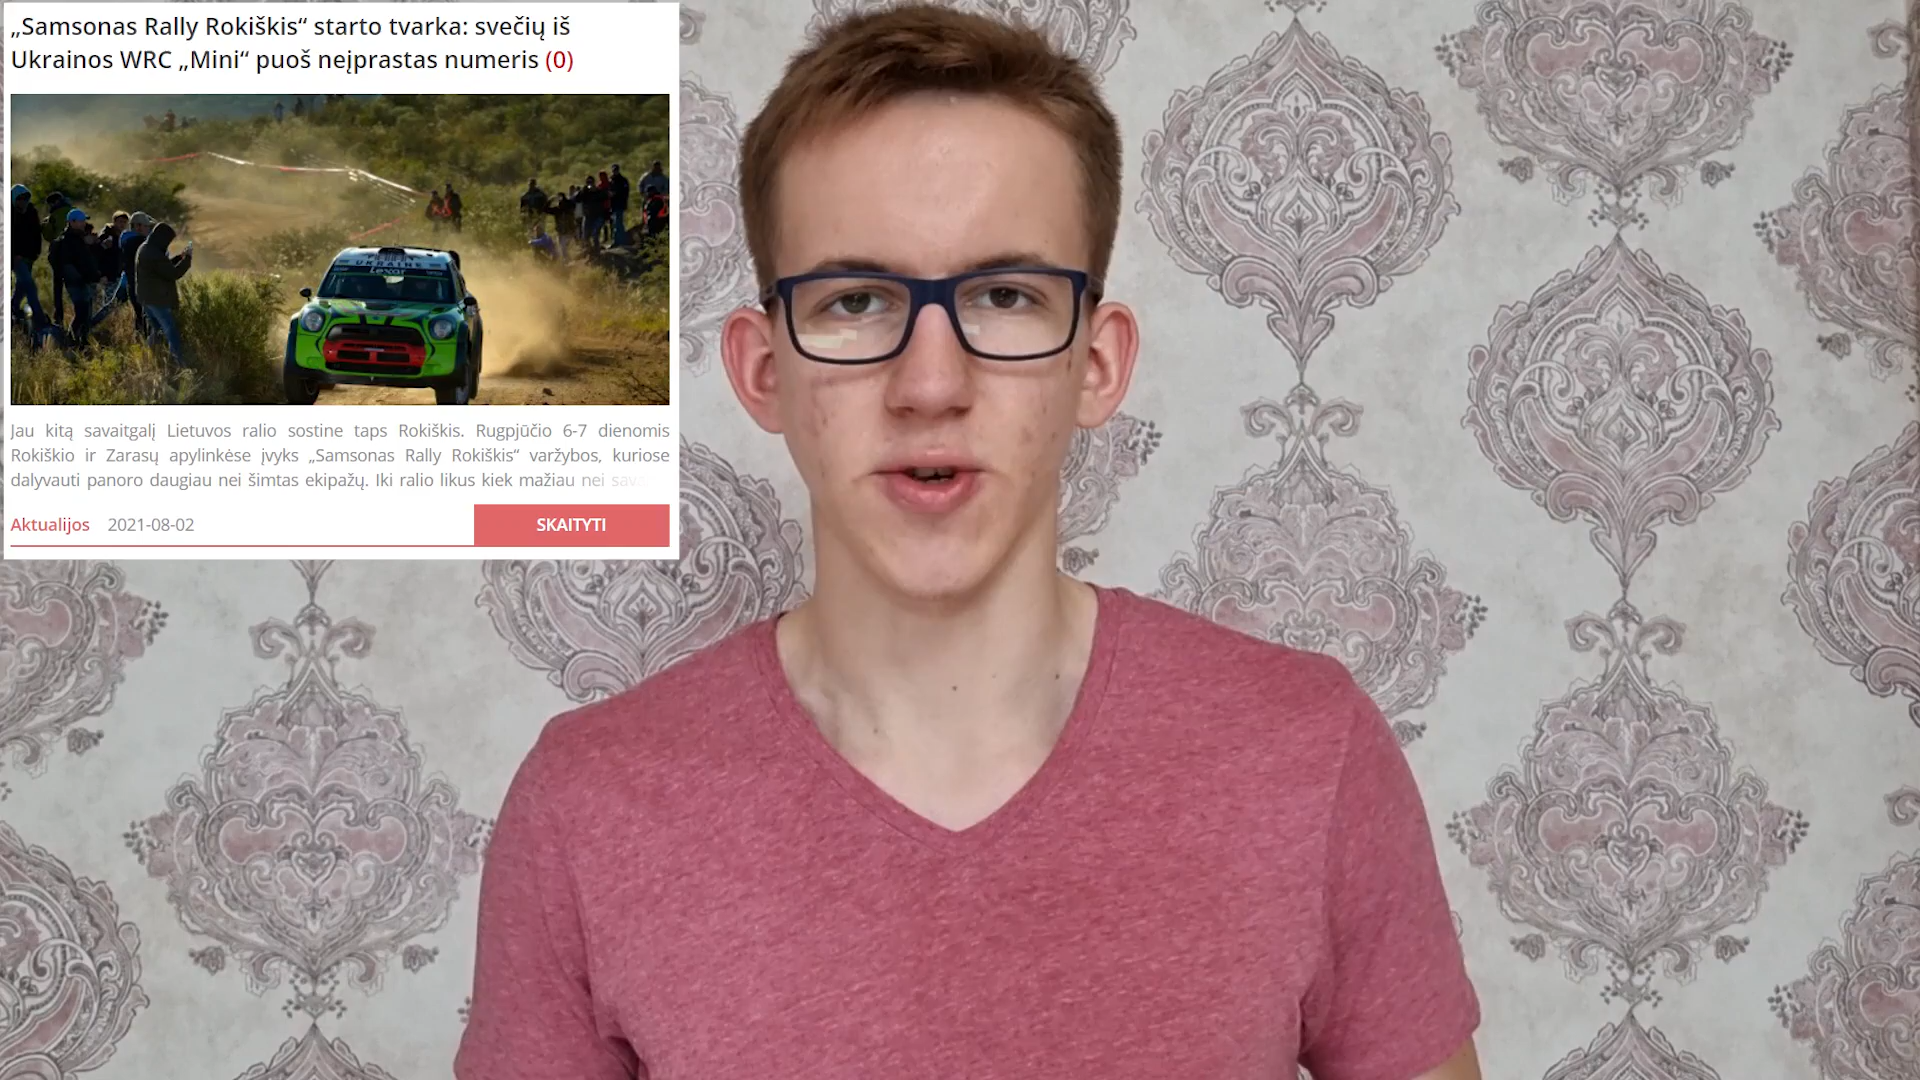 „Samsonas Rally Rokiškis“ starto tvarka: svečių iš
Ukrainos WRC „Mini“ puoš neįprastas numeris (0)
UKRAINE
Lexar
Jau kitą savaitgalį Lietuvos ralio sostine taps Rokiškis. Rugpjūčio 6-7 dienomis
Rokiškio ir Zarasų apylinkėse įvyks „Samsonas Rally Rokiškis“ varžybos, kuriose
dalyvauti panoro daugiau nei šimtas ekipažų. Iki ralio likus kiek mažiau nei
Aktualijos 2021-08-02 SKAITYTI